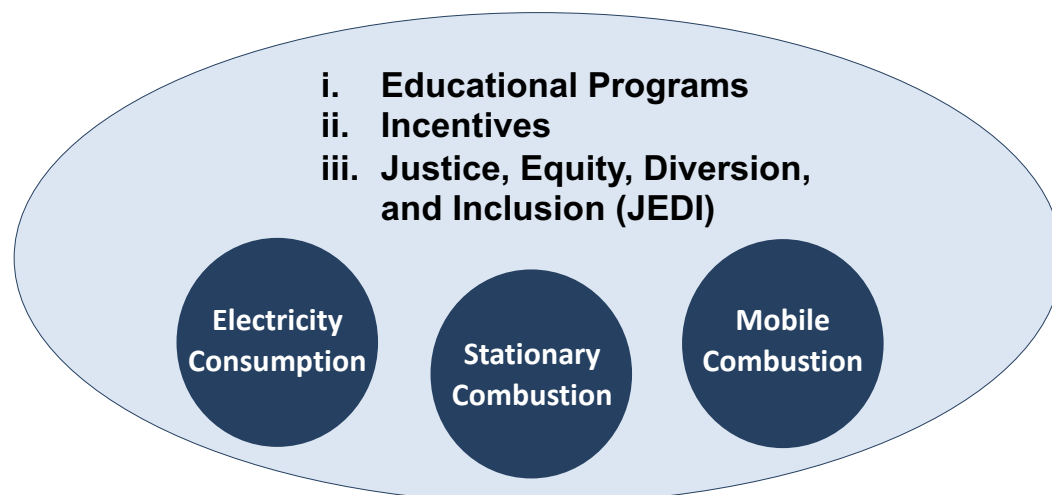 i. Educational Programs
ii. Incentives
iii. Justice, Equity, Diversion,
and Inclusion (JEDI)
Electricity
Consumption
Stationary
Combustion
Mobile
Combustion